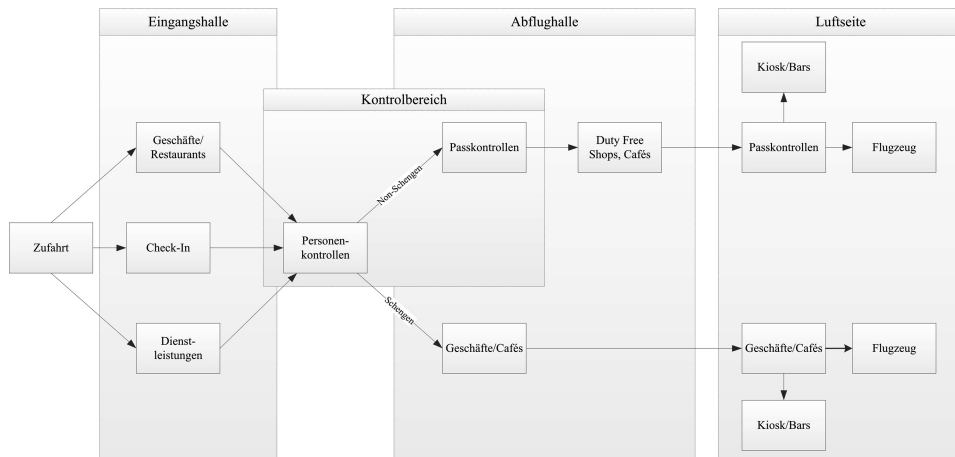 Eingangshalle
Abflughalle
Luftseite
Kontrolbereich
Kiosk/Bars
Geschäfte/
Restaurants
Passkontrollen
Duty Free
Shops, Cafés
Passkontrollen
Flugzeug
Non-Schengen
Zufahrt
Check-In
Personen-
kontrollen
Schengen
Dienst-
leistungen
Geschäfte/Cafés
Geschäfte/Cafés
Flugzeug
Kiosk/Bars